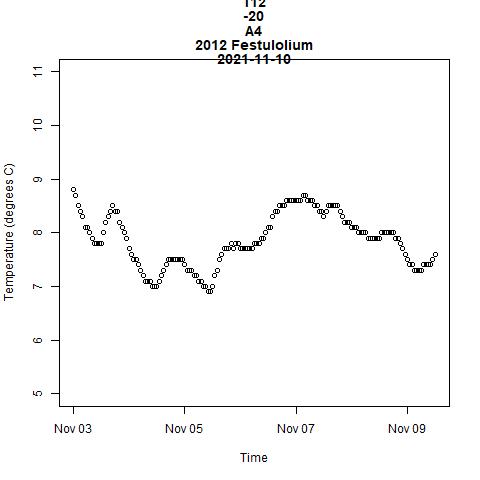 T12
-20
A4
2012 Festulolium
2021-11-10
11
10
9
8
7
6
5
Temperature (degrees C)
Nov 03
Nov 05
Nov 07
Nov 09
Time